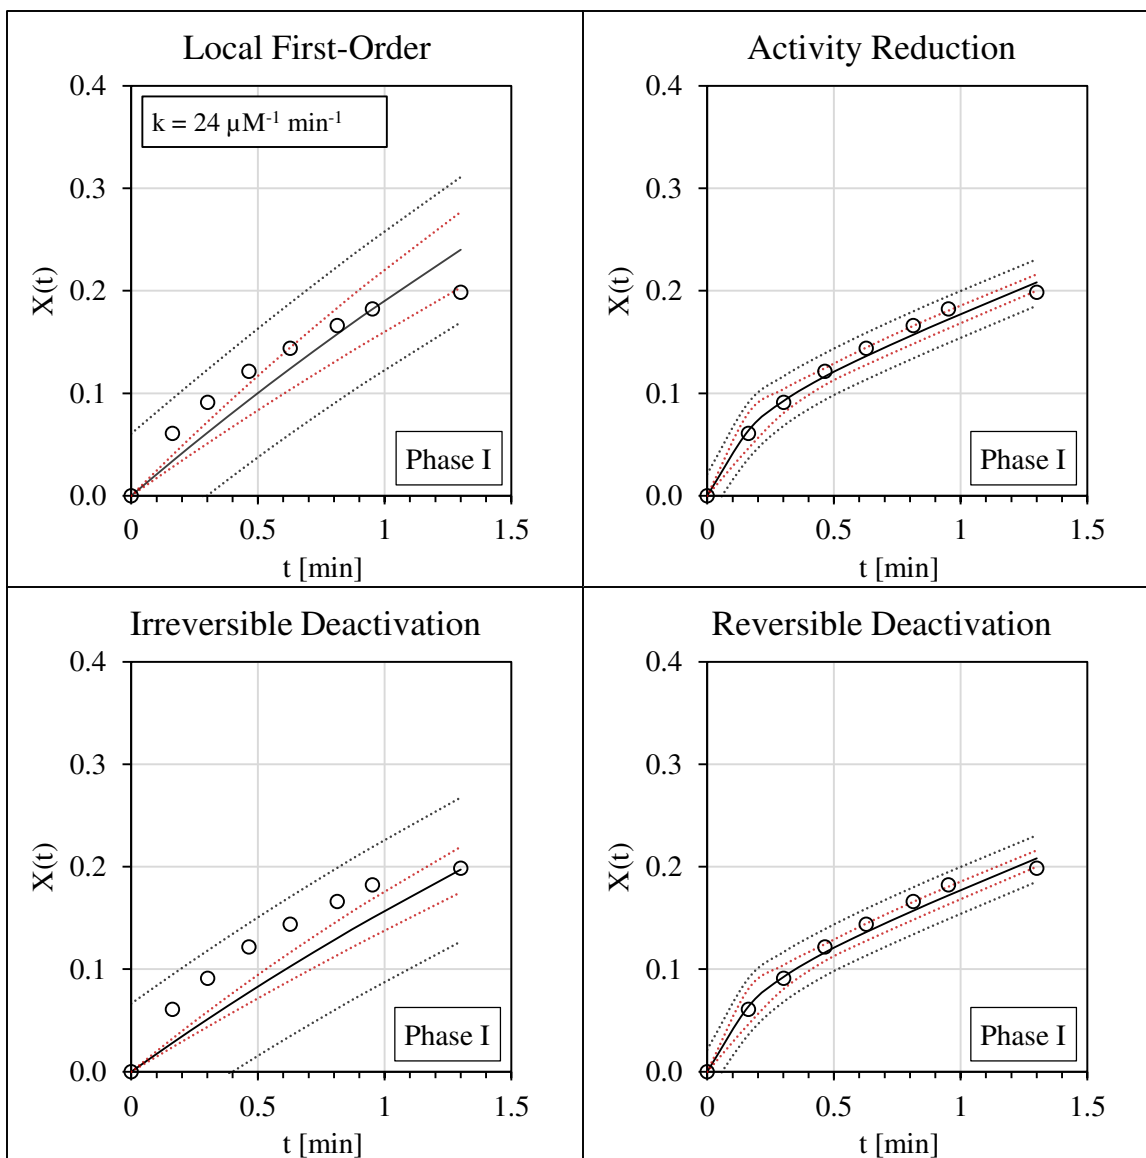 Local First-Order
0.4
k = 24 µM-1 min-1
0.3
X(t)
0.2
0.1
Phase I
0.0
0
0.5
1
1.5
t [min]
Activity Reduction
0.4
0.3
X(t)
0.2
0.1
Phase I
0.0
0
0.5
1
1.5
t [min]
Irreversible Deactivation
0.4
0.3
X(t)
0.2
0.1
Phase I
0.0
0
0.5
1
1.5
t [min]
Reversible Deactivation
0.4
0.3
X(t)
0.2
0.1
Phase I
0.0
0
0.5
1
1.5
t [min]